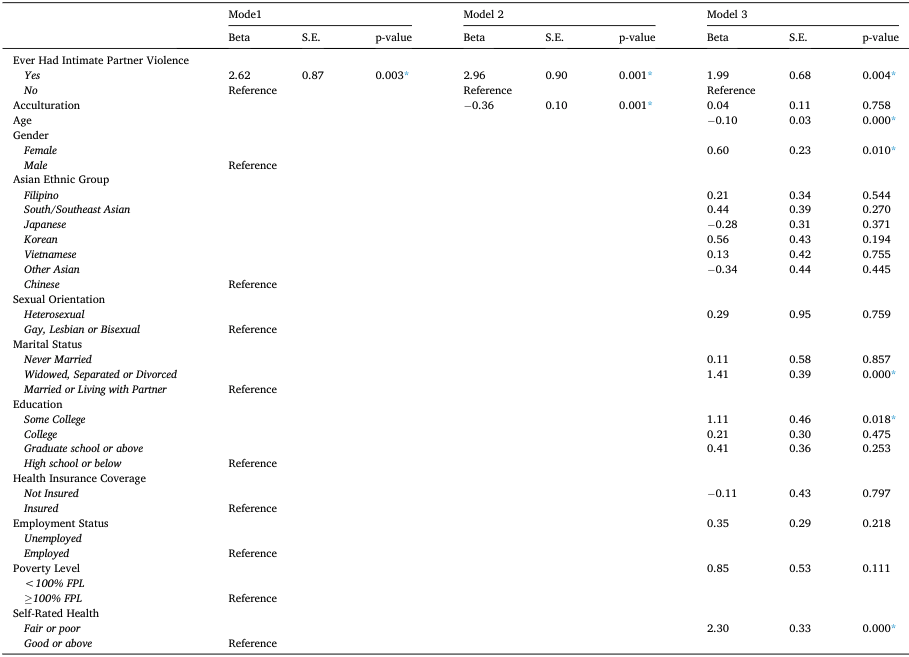 Mode1 Model 2 Model 3
Beta S.E. p-value Beta S.E. p-value Beta S.E. p-value
Ever Had Intimate Partner Violence
Yes 2.62 0.87 0.003* 2.96 0.90 0.001* 1.99 0.68 0.004*
No Reference Reference Reference
Acculturation −0.36 0.10 0.001* 0.04 0.11 0.758
Age −0.10 0.03 0.000*
Gender
Female 0.60 0.23 0.010*
Male Reference
Asian Ethnic Group
Filipino 0.21 0.34 0.544
South/Southeast Asian 0.44 0.39 0.270
Japanese −0.28 0.31 0.371
Korean 0.56 0.43 0.194
Vietnamese 0.13 0.42 0.755
Other Asian −0.34 0.44 0.445
Chinese Reference
Sexual Orientation
Heterosexual 0.29 0.95 0.759
Gay, Lesbian or Bisexual Reference
Marital Status
Never Married 0.11 0.58 0.857
Widowed, Separated or Divorced 1.41 0.39 0.000*
Married or Living with Partner Reference
Education
Some College 1.11 0.46 0.018*
College 0.21 0.30 0.475
Graduate school or above 0.41 0.36 0.253
High school or below Reference
Health Insurance Coverage
Not Insured −0.11 0.43 0.797
Insured Reference
Employment Status 0.35 0.29 0.218
Unemployed
Employed Reference
Poverty Level 0.85 0.53 0.111
<100% FPL
≥100% FPL Reference
Self-Rated Health
Fair or poor 2.30 0.33 0.000*
Good or above Reference